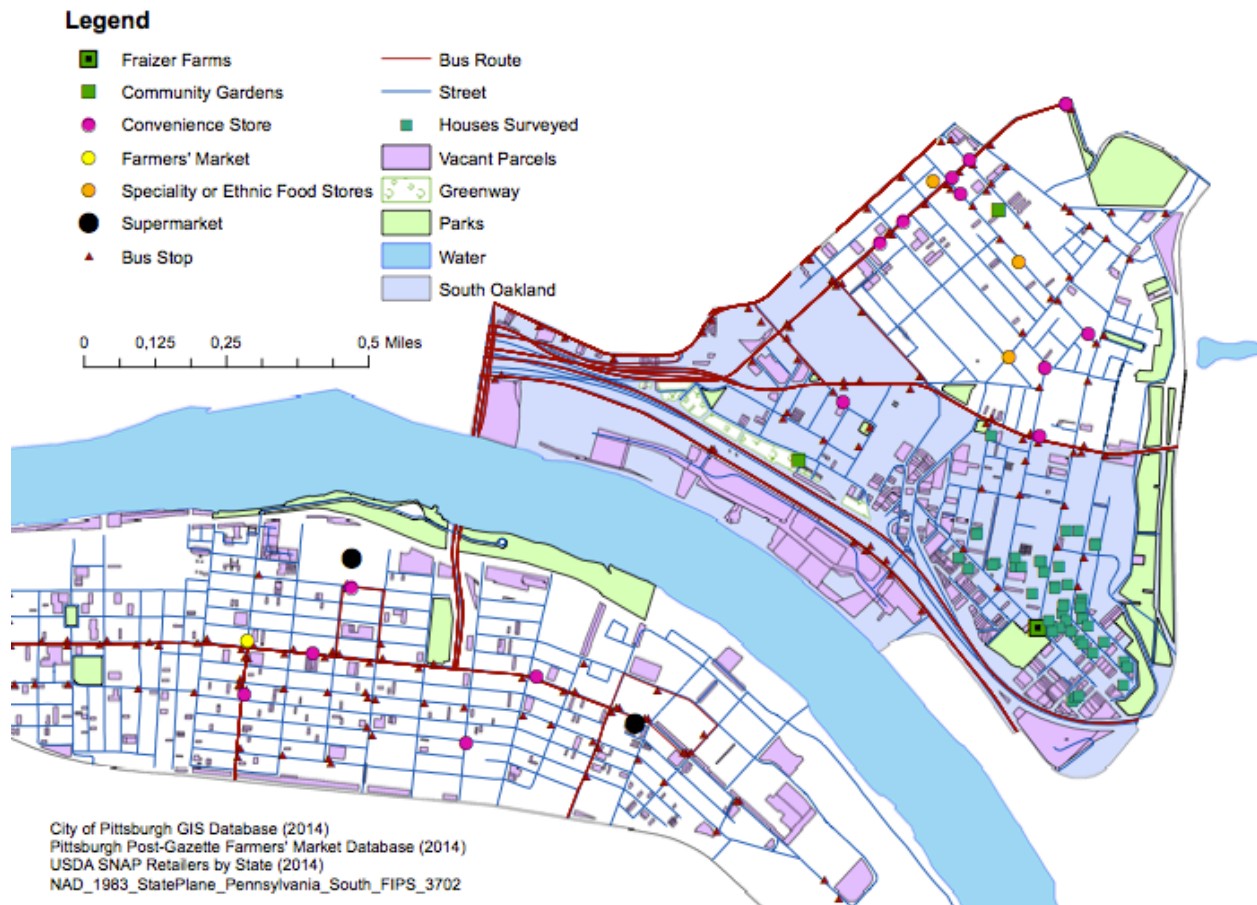 Legend
Fraizer Farms
Community Gardens
Convenience Store
Farmers' Market
Speciality or Ethnic Food Stores
Supermarket
Bus Stop
Bus Route
Street
Houses Surveyed
Vacant Parcels
Greenway
Parks
Water
South Oakland
0 0,125 0,25 0,5 Miles
City of Pittsburgh GIS Database (2014)
Pittsburgh Post-Gazette Farmers' Market Database (2014)
USDA SNAP Retailers by State (2014)
NAD_1983_StatePlane_Pennsylvania_South_FIPS_3702